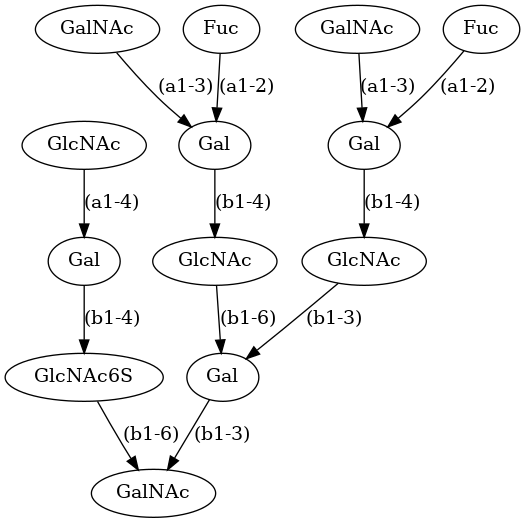 GalNAc Fuc GalNAc Fuc
(a1-3) (a1-2) (a1-3) (a1-2)
GlcNAc Gal Gal
(a1-4) (b1-4) (b1-4)
Gal GlcNAc GlcNAc
(b1-4) (b1-6) (b1-3)
GlcNAc6S Gal
(b1-6) (b1-3)
GalNAc